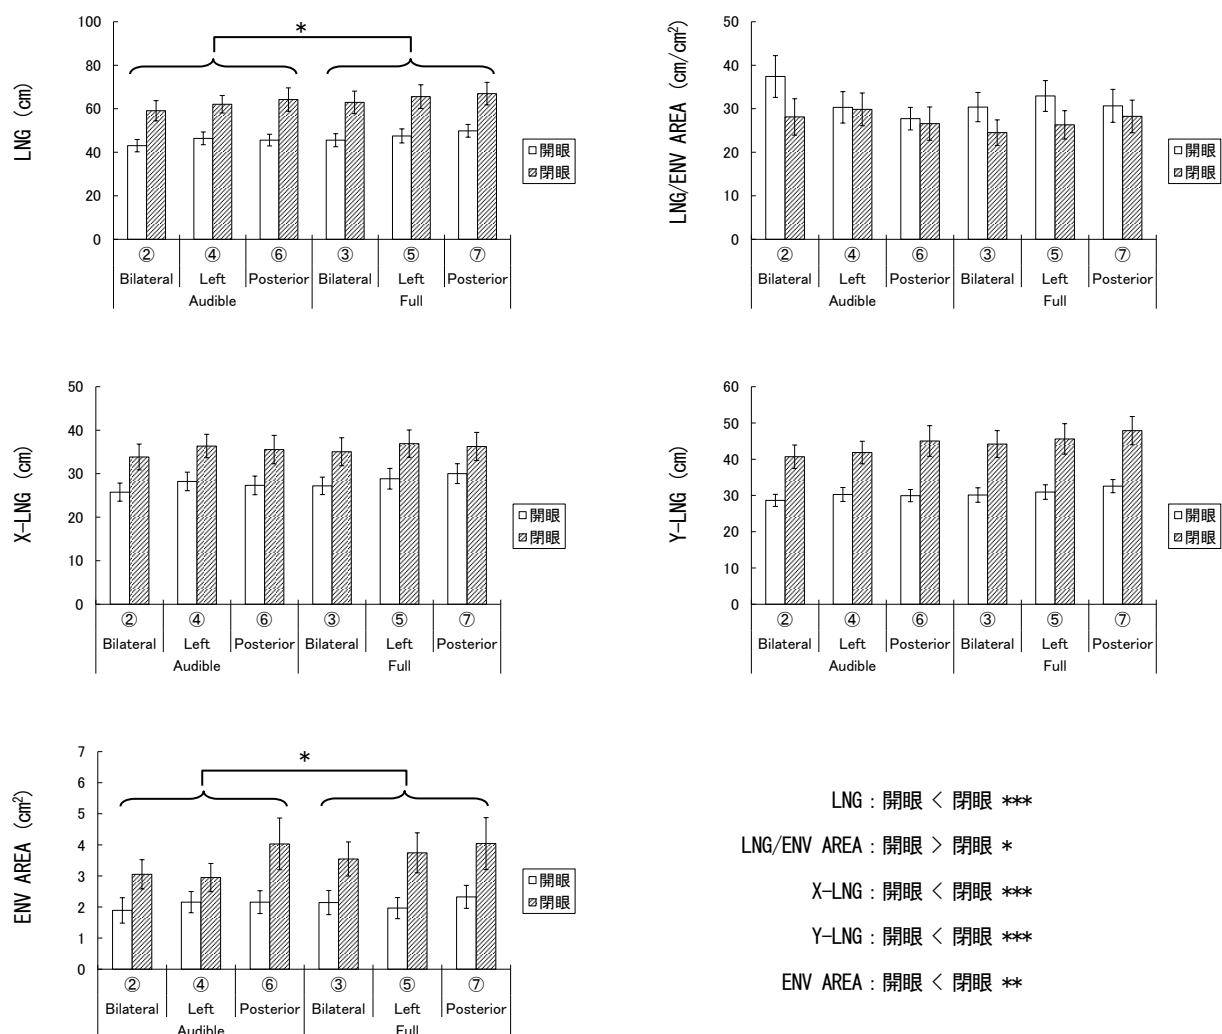 LNG (cm)
100
80
60
40
20
0
*
② ④ ⑥ ③ ⑤ ⑦
Bilateral Left Posterior Bilateral Left Posterior
Audible Full
開眼
閉眼
LNG/ENV AREA (cm/cm²)
50
40
30
20
10
0
② ④ ⑥ ③ ⑤ ⑦
Bilateral Left Posterior Bilateral Left Posterior
Audible Full
開眼
閉眼
X-LNG (cm)
50
40
30
20
10
0
② ④ ⑥ ③ ⑤ ⑦
Bilateral Left Posterior Bilateral Left Posterior
Audible Full
開眼
閉眼
Y-LNG (cm)
60
50
40
30
20
10
0
② ④ ⑥ ③ ⑤ ⑦
Bilateral Left Posterior Bilateral Left Posterior
Audible Full
開眼
閉眼
ENV AREA (cm²)
7
6
5
4
3
2
1
0
*
② ④ ⑥ ③ ⑤ ⑦
Bilateral Left Posterior Bilateral Left Posterior
Audible Full
開眼
閉眼
LNG : 開眼 < 閉眼 ***
LNG/ENV AREA : 開眼 > 閉眼 *
X-LNG : 開眼 < 閉眼 ***
Y-LNG : 開眼 < 閉眼 ***
ENV AREA : 開眼 < 閉眼 **